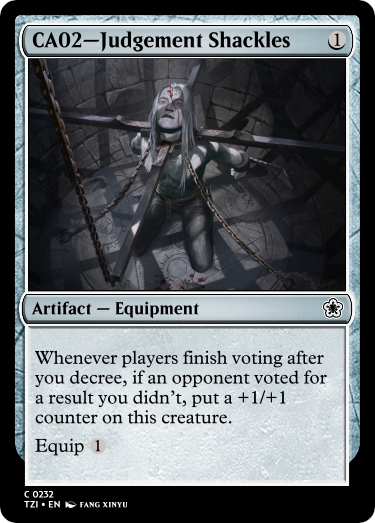 CA02—Judgement Shackles 1
Artifact — Equipment
Whenever players finish voting after
you decree, if an opponent voted for
a result you didn't, put a +1/+1
counter on this creature.
Equip 1
C 0232
TZI • EN FANG XINYU